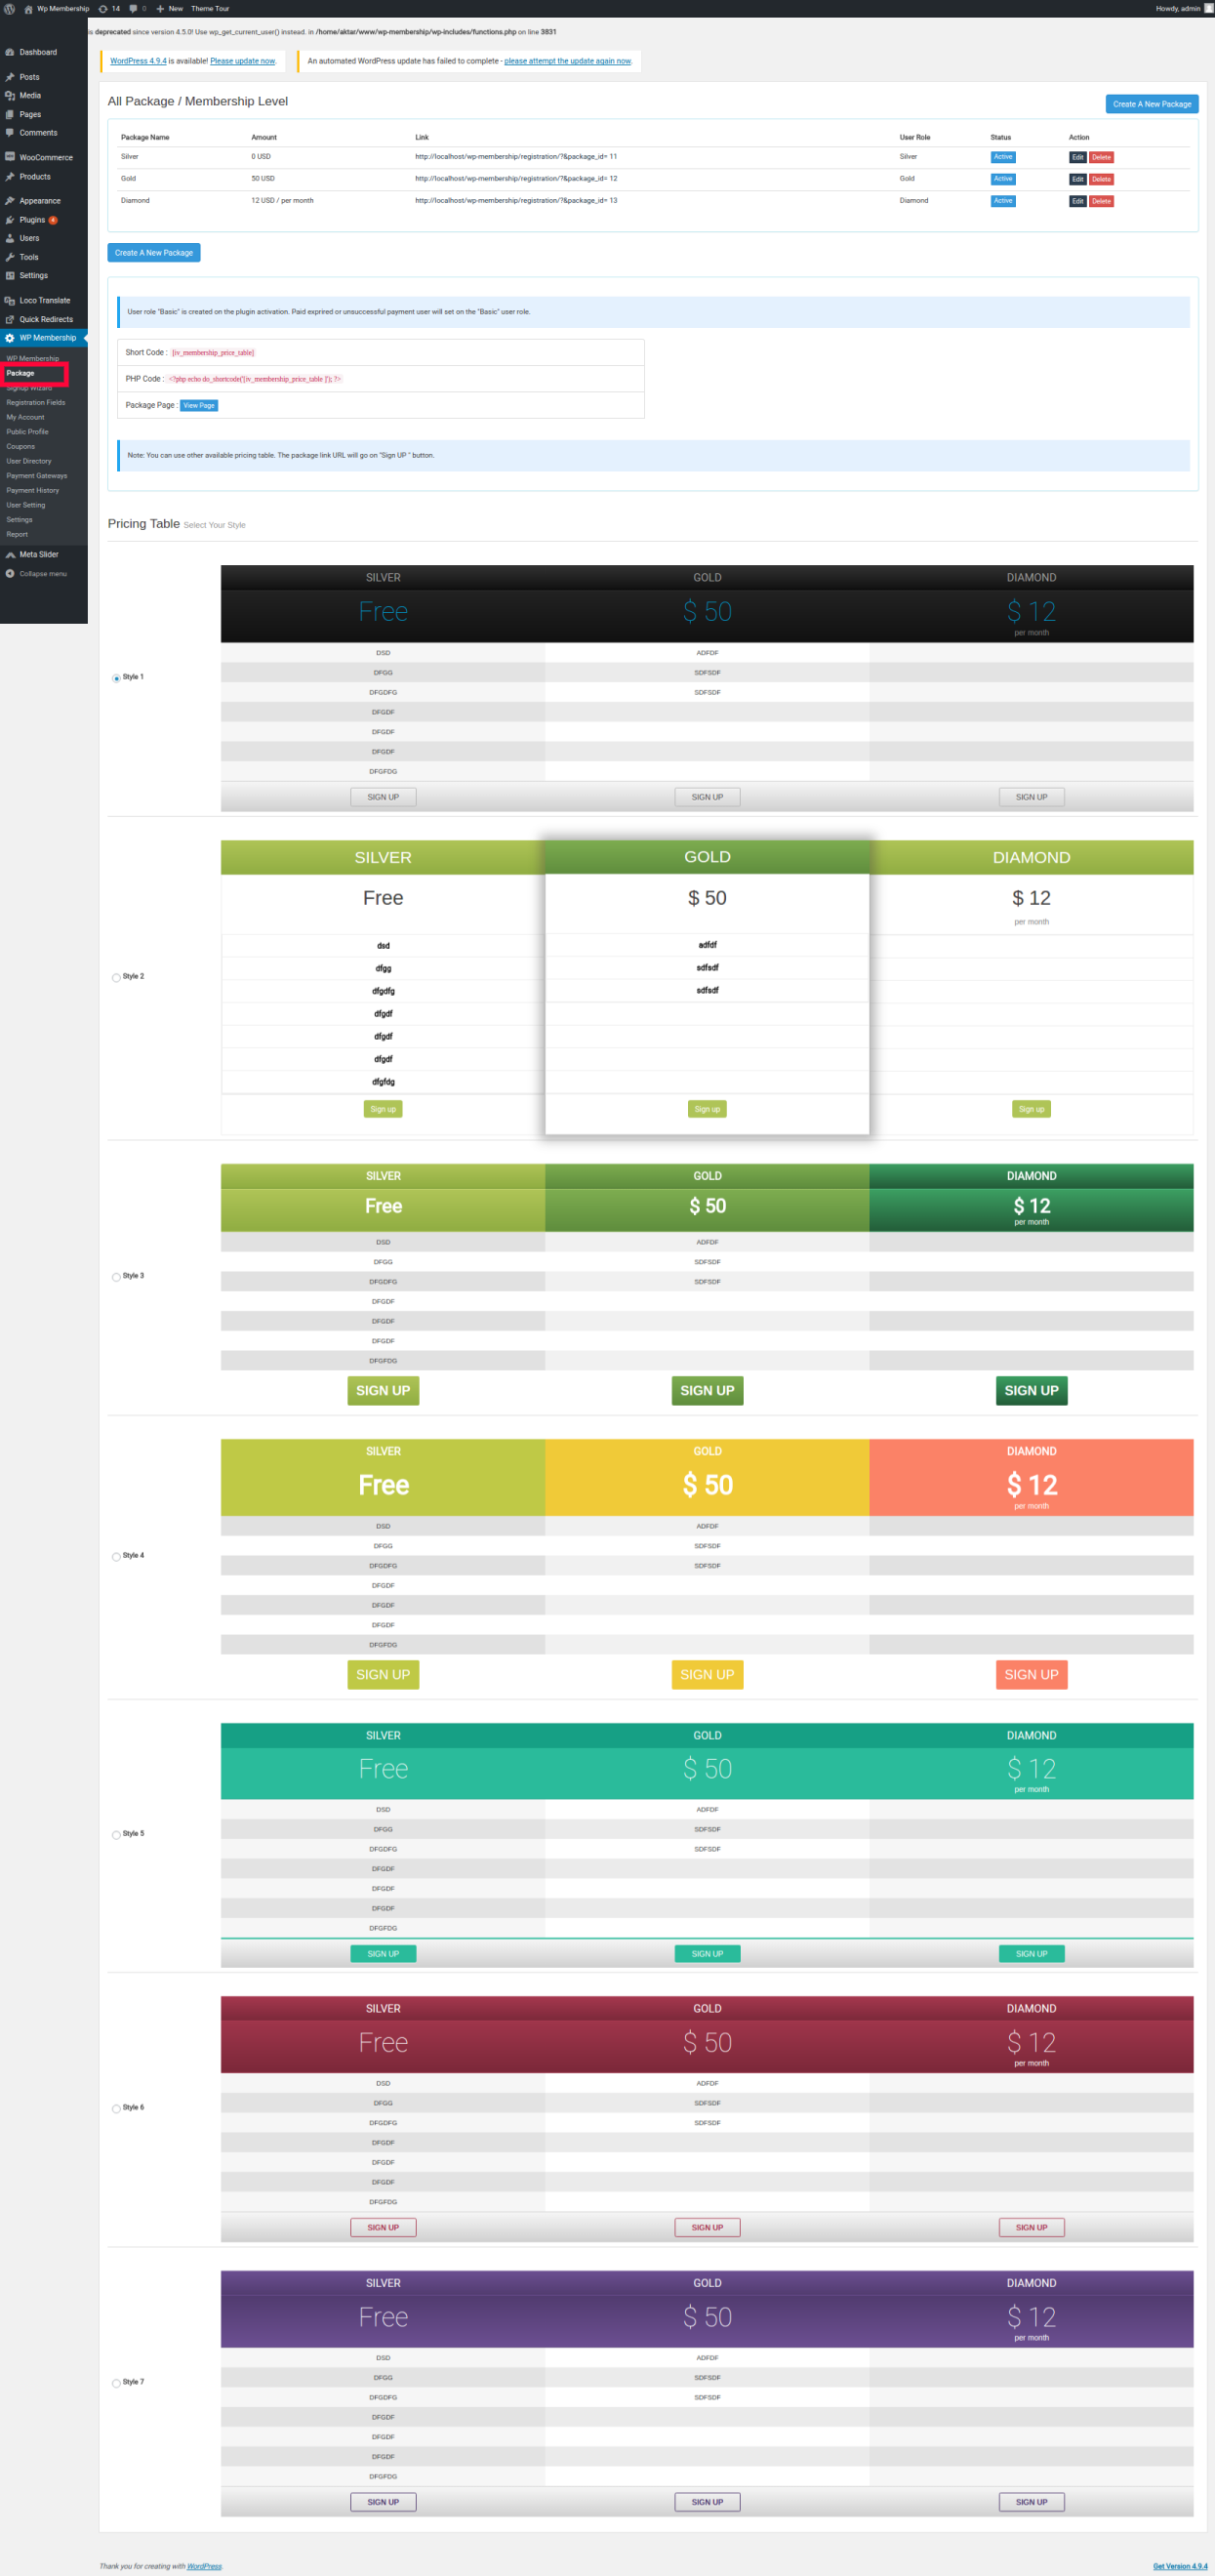 Wp Membership 14 0 New Theme Tour Howdy, admin
is deprecated since version 4.5.0! Use wp_get_current_user() instead. in /home/aktar/www/wp-membership/wp-includes/functions.php on line 3831
WordPress 4.9.4 is available! Please update now.
An automated WordPress update has failed to complete - please attempt the update again now.
Dashboard
Posts
Media
Pages
Comments
WooCommerce
Products
Appearance
Plugins 4
Users
Tools
Settings
Loco Translate
Quick Redirects
WP Membership
WP Membership
Package
Signup Wizard
Registration Fields
My Account
Public Profile
Coupons
User Directory
Payment Gateways
Payment History
User Setting
Settings
Report
Meta Slider
Collapse menu
All Package / Membership Level
Create A New Package
Package Name Amount Link User Role Status Action
Silver 0 USD http://localhost/wp-membership/registration/?&package_id= 11 Silver Active Edit Delete
Gold 50 USD http://localhost/wp-membership/registration/?&package_id= 12 Gold Active Edit Delete
Diamond 12 USD / per month http://localhost/wp-membership/registration/?&package_id= 13 Diamond Active Edit Delete
Create A New Package
User role "Basic" is created on the plugin activation. Paid exprired or unsuccessful payment user will set on the "Basic" user role.
Short Code : [iv_membership_price_table]
PHP Code : <?php echo do_shortcode('[iv_membership_price_table ]'); ?>
Package Page : View Page
Note: You can use other available pricing table. The package link URL will go on "Sign UP " button.
Pricing Table Select Your Style
Style 1
SILVER GOLD DIAMOND
Free $ 50 $ 12
per month
DSD ADFDF
DFGG SDFSDF
DFGDFG SDFSDF
DFGDF
DFGDF
DFGDF
DFGFDG
SIGN UP SIGN UP SIGN UP
Style 2
SILVER GOLD DIAMOND
Free $ 50 $ 12
per month
dsd adfdf
dfgg sdfsdf
dfgdfg sdfsdf
dfgdf
dfgdf
dfgdf
dfgfdg
Sign up Sign up Sign up
Style 3
SILVER GOLD DIAMOND
Free $ 50 $ 12
per month
DSD ADFDF
DFGG SDFSDF
DFGDFG SDFSDF
DFGDF
DFGDF
DFGDF
DFGFDG
SIGN UP SIGN UP SIGN UP
Style 4
SILVER GOLD DIAMOND
Free $ 50 $ 12
per month
DSD ADFDF
DFGG SDFSDF
DFGDFG SDFSDF
DFGDF
DFGDF
DFGDF
DFGFDG
SIGN UP SIGN UP SIGN UP
Style 5
SILVER GOLD DIAMOND
Free $ 50 $ 12
per month
DSD ADFDF
DFGG SDFSDF
DFGDFG SDFSDF
DFGDF
DFGDF
DFGDF
DFGFDG
SIGN UP SIGN UP SIGN UP
Style 6
SILVER GOLD DIAMOND
Free $ 50 $ 12
per month
DSD ADFDF
DFGG SDFSDF
DFGDFG SDFSDF
DFGDF
DFGDF
DFGDF
DFGFDG
SIGN UP SIGN UP SIGN UP
Style 7
SILVER GOLD DIAMOND
Free $ 50 $ 12
per month
DSD ADFDF
DFGG SDFSDF
DFGDFG SDFSDF
DFGDF
DFGDF
DFGDF
DFGFDG
SIGN UP SIGN UP SIGN UP
Thank you for creating with WordPress. Get Version 4.9.4